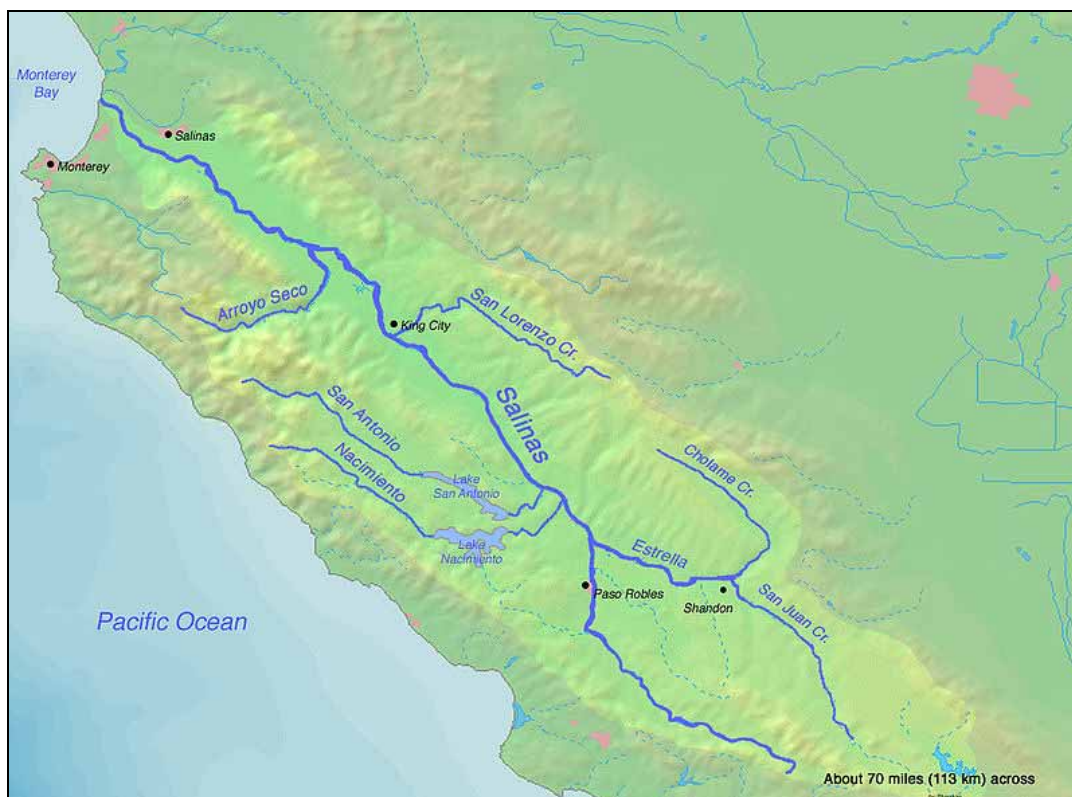 Monterey
Bay
Salinas
Monterey
Arroyo Seco
King City
San Lorenzo Cr.
Salinas
San Antonio
Nacimiento
Lake
San Antonio
Lake
Nacimiento
Cholame Cr.
Estrella
Paso Robles
Shandon
San Juan Cr.
Pacific Ocean
About 70 miles (113 km) across